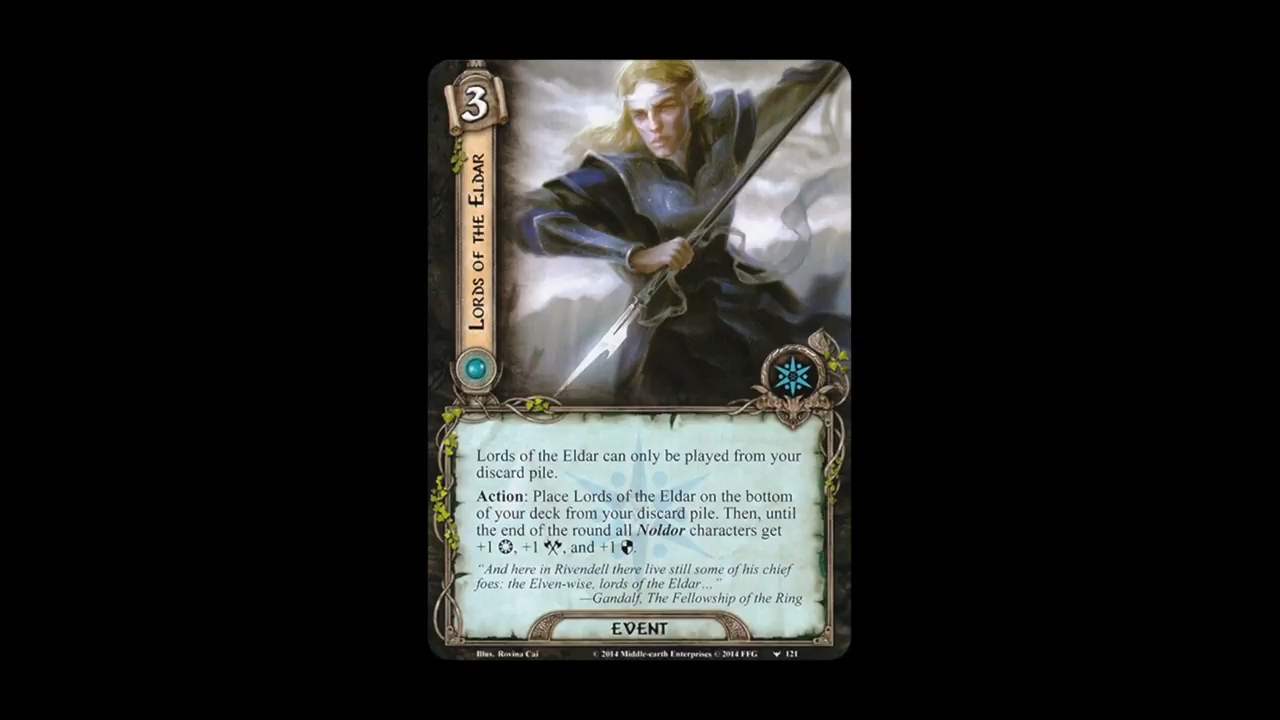 3
LORDS OF THE ELDAR
Lords of the Eldar can only be played from your
discard pile.
Action: Place Lords of the Eldar on the bottom
of your deck from your discard pile. Then, until
the end of the round all Noldor characters get
+1 , +1 , and +1 .
"And here in Rivendell there live still some of his chief
foes: the Elven-wise, lords of the Eldar…"
—Gandalf, The Fellowship of the Ring
EVENT
Illus. Rovina Cai © 2014 Middle-earth Enterprises © 2014 FFG 121